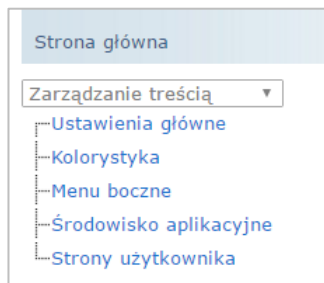 Strona główna
Zarządzanie treścią
Ustawienia główne
Kolorystyka
Menu boczne
Środowisko aplikacyjne
Strony użytkownika